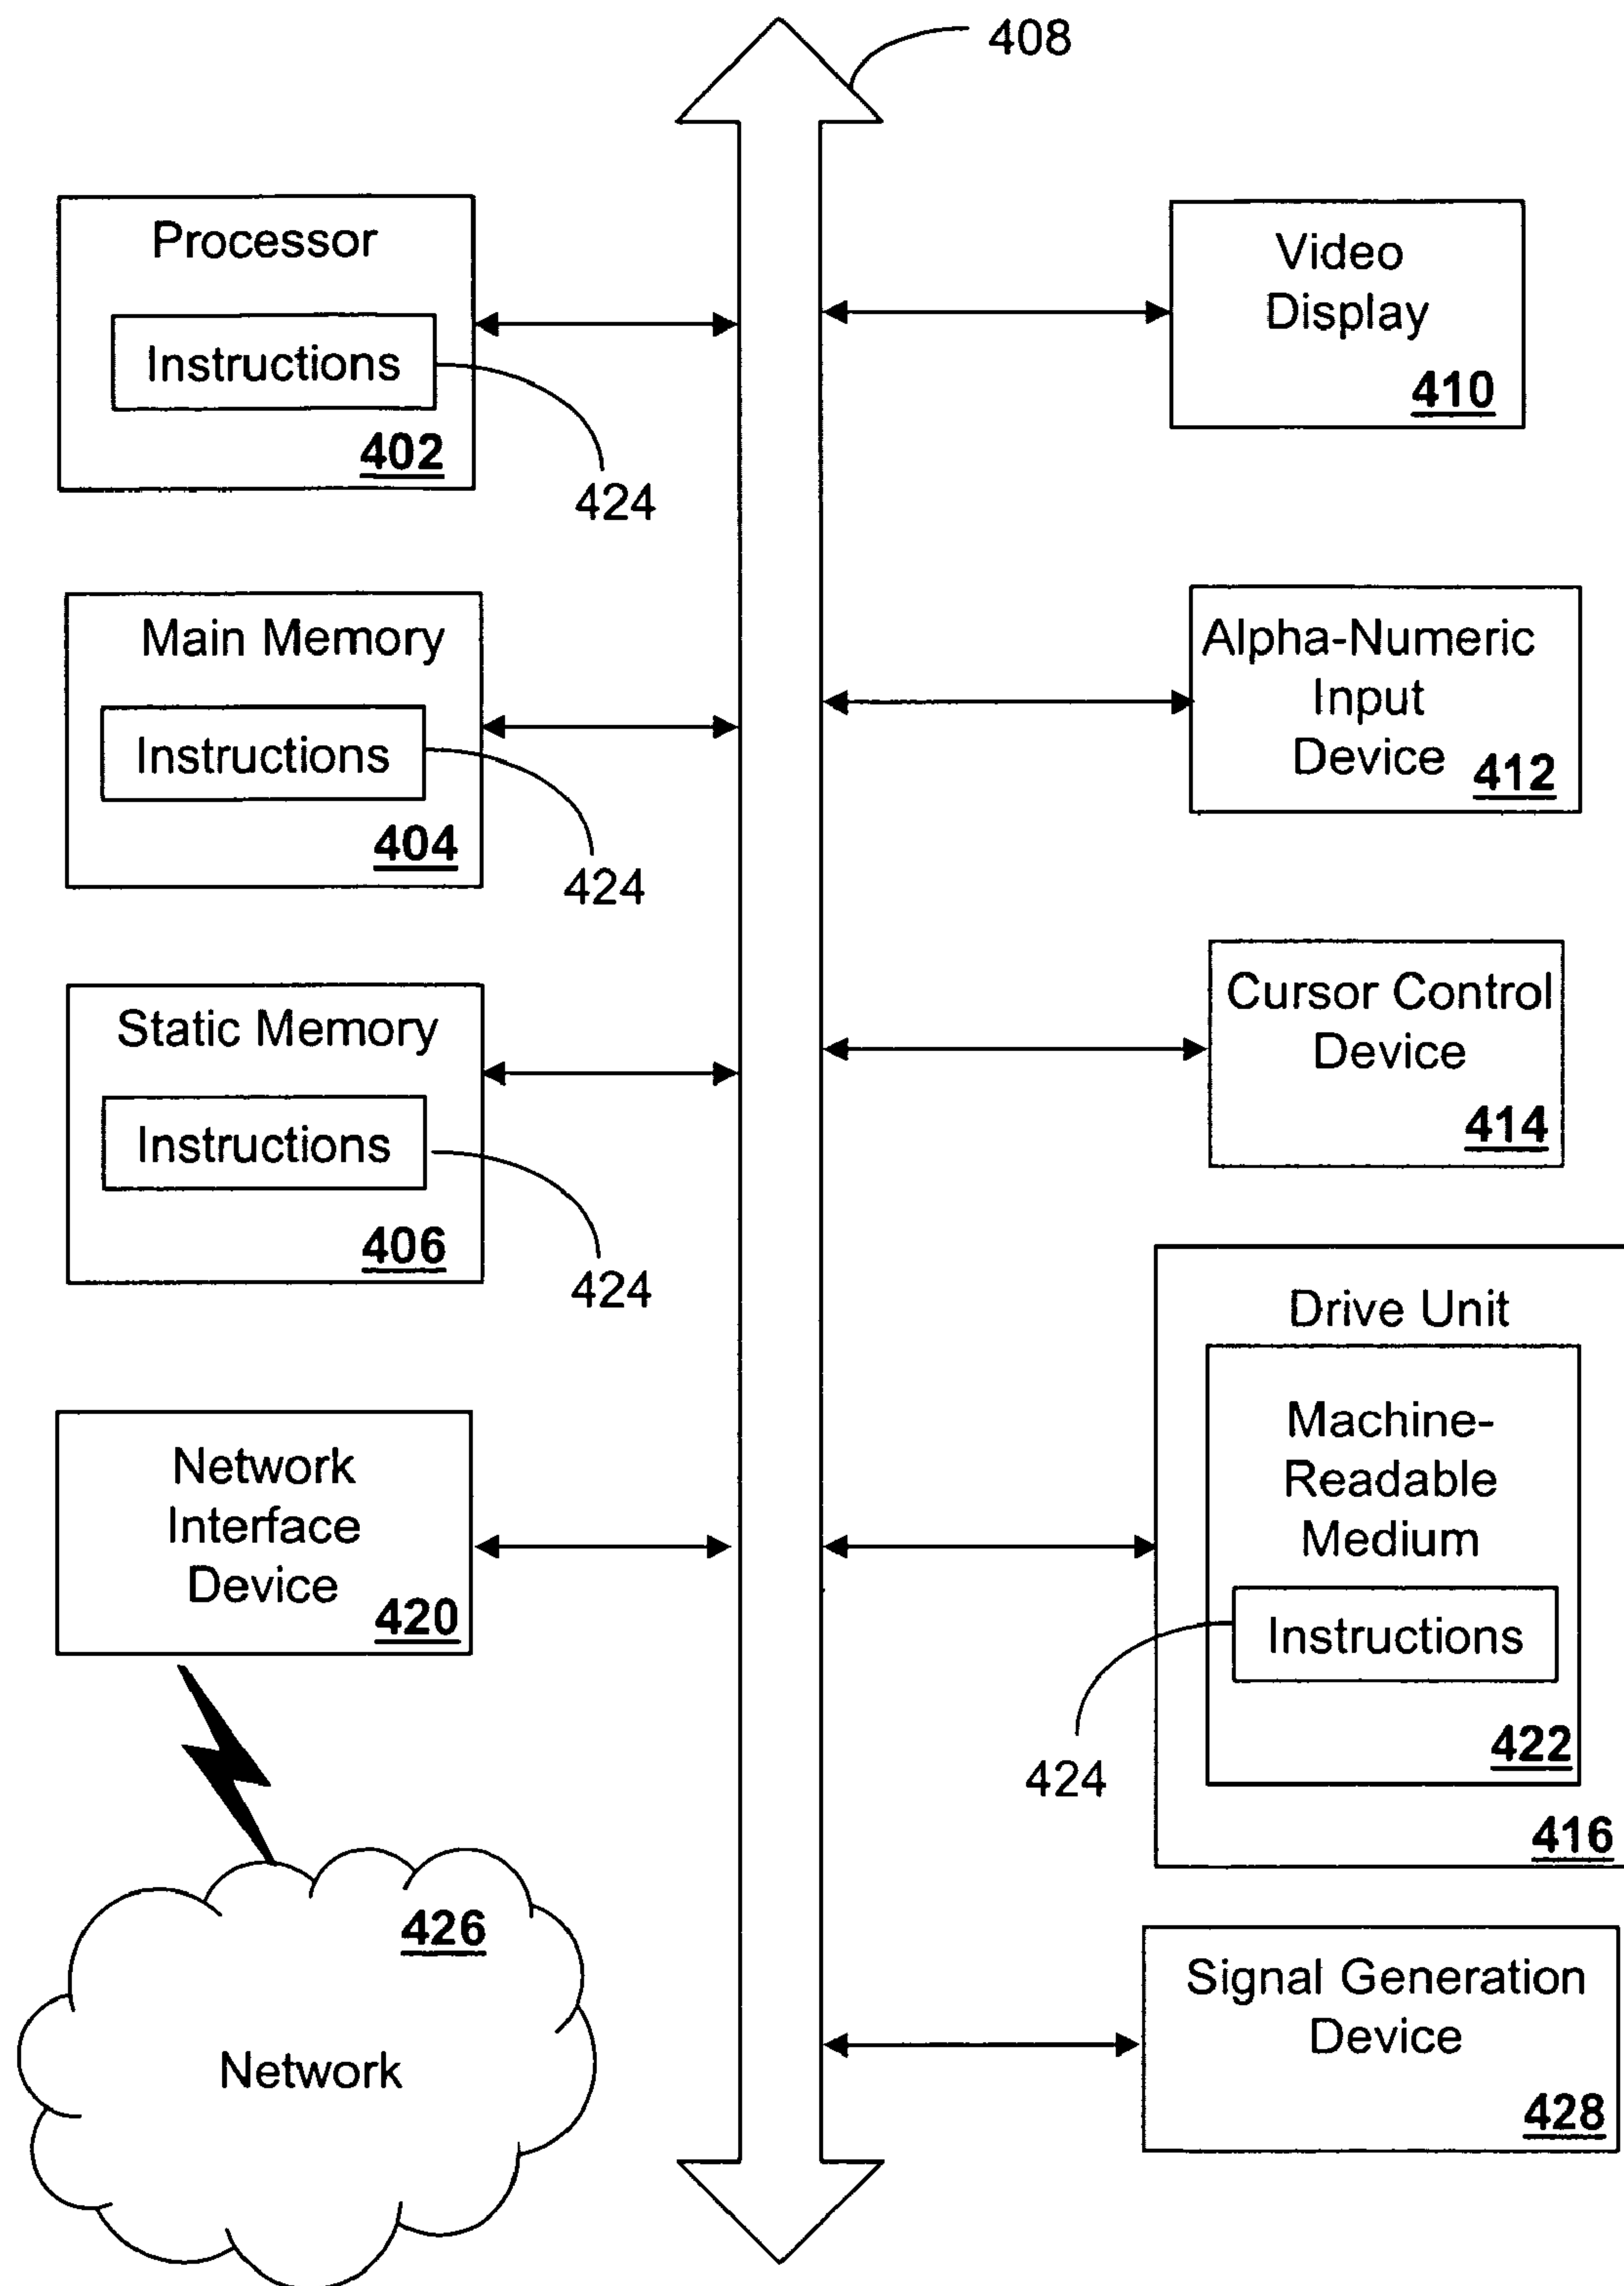 408
Processor
Instructions
402
424
Main Memory
Instructions
404
424
Static Memory
Instructions
406
424
Network
Interface
Device
420
426
Network
Video
Display
410
Alpha-Numeric
Input
Device
412
Cursor Control
Device
414
Drive Unit
Machine-
Readable
Medium
Instructions
424
422
416
Signal Generation
Device
428